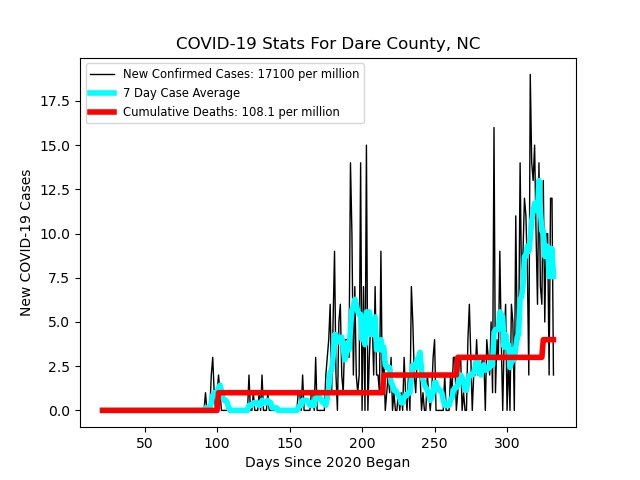 COVID-19 Stats For Dare County, NC
New Confirmed Cases: 17100 per million
7 Day Case Average
Cumulative Deaths: 108.1 per million
New COVID-19 Cases
17.5
15.0
12.5
10.0
7.5
5.0
2.5
0.0
50 100 150 200 250 300
Days Since 2020 Began